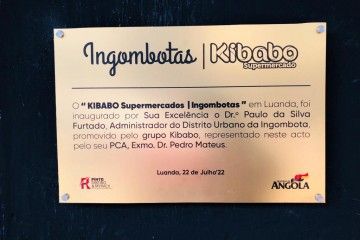 Ingombotas | Kibabo
Supermercado
O “ KIBABO Supermercados | Ingombotas ” em Luanda, foi
inaugurado por Sua Excelência o Dr.º Paulo da Silva
Furtado, Administrador do Distrito Urbano da Ingombota,
promovido pelo grupo Kibabo, representado neste acto
pelo seu PCA, Exmo. Dr. Pedro Mateus.
Luanda, 22 de Julho'22
ANGOLA